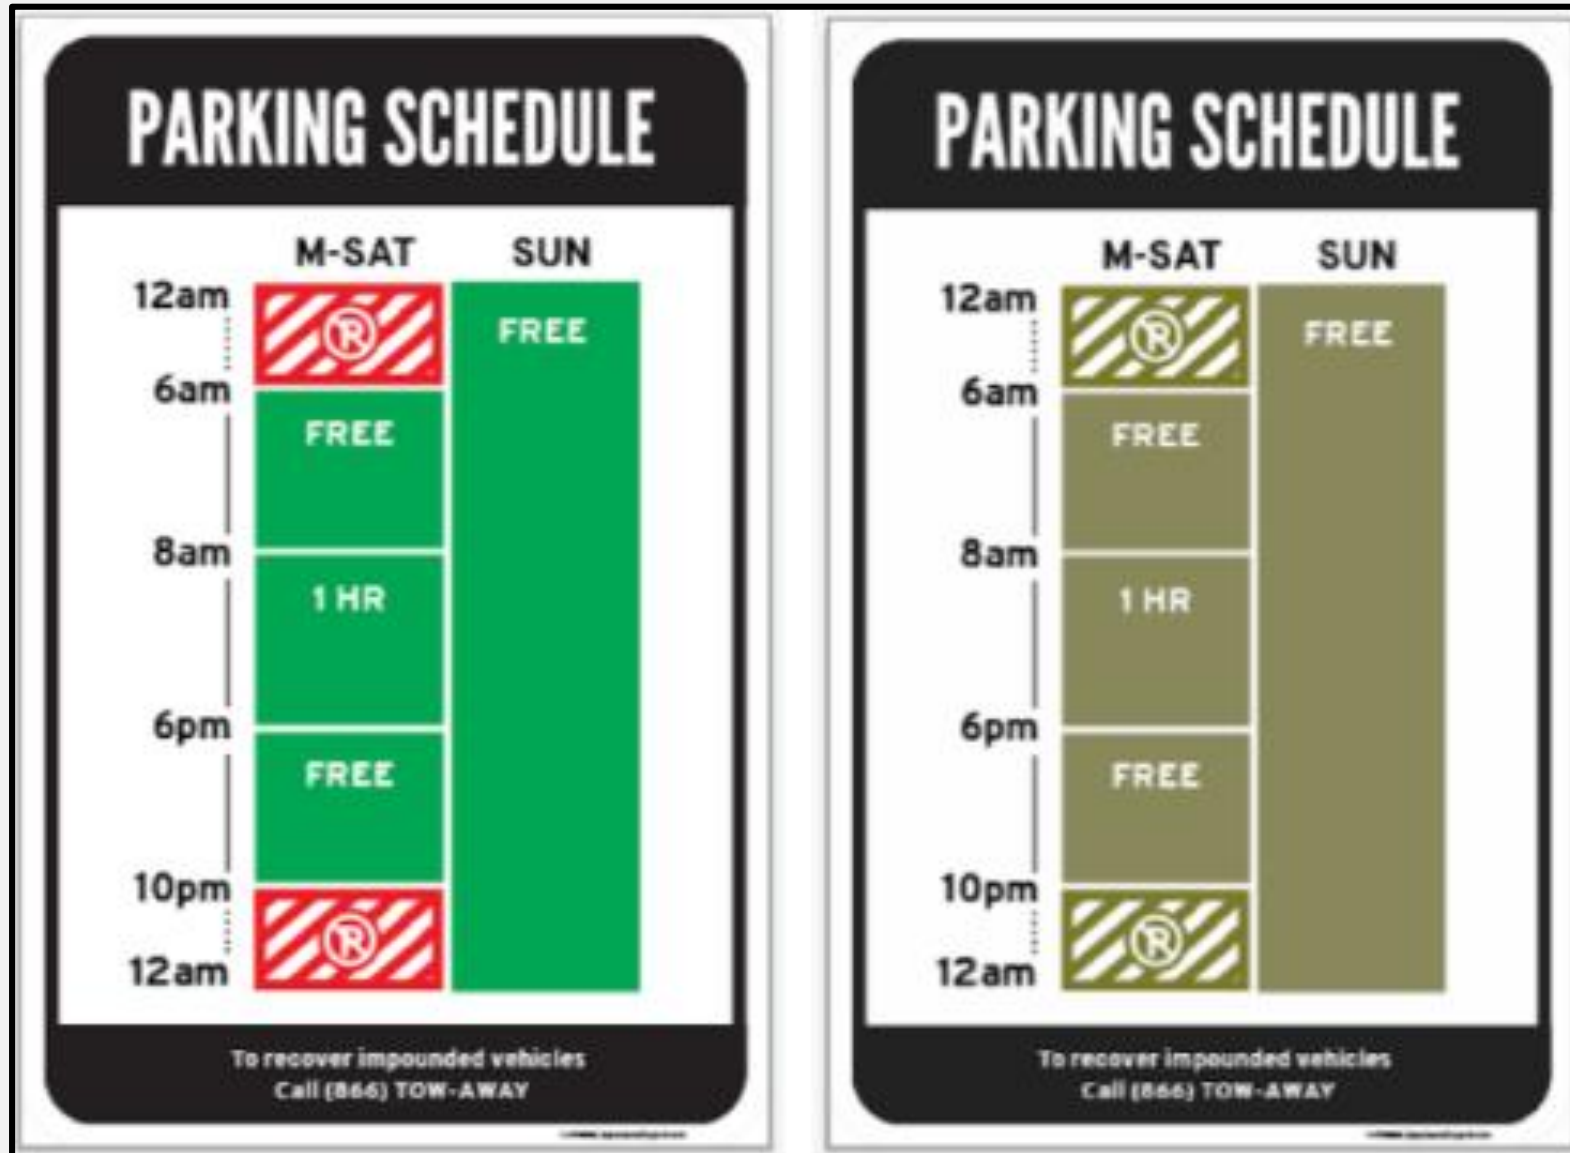 PARKING SCHEDULE
M-SAT SUN
12am
FREE
6am
FREE
8am
1 HR
6pm
FREE
10pm
12am
To recover impounded vehicles
Call (866) TOW-AWAY
PARKING SCHEDULE
M-SAT SUN
12am
FREE
6am
FREE
8am
1 HR
6pm
FREE
10pm
12am
To recover impounded vehicles
Call (866) TOW-AWAY